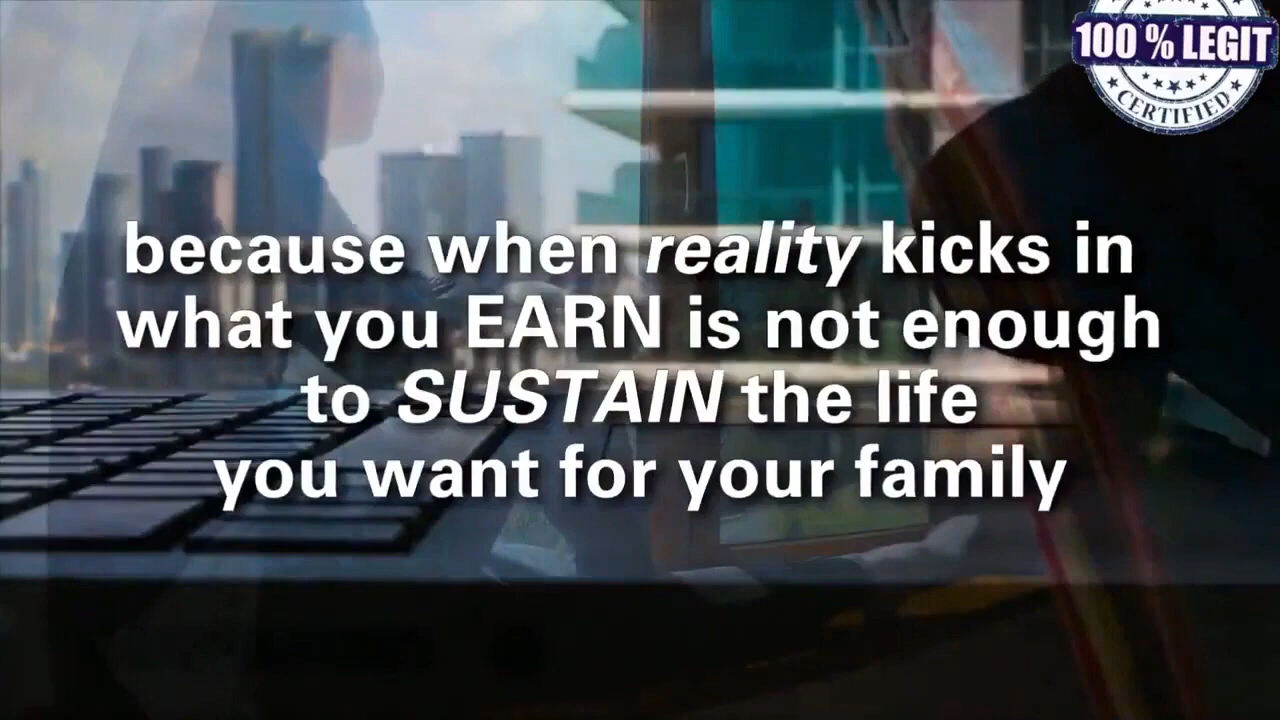 100 % LEGIT
CERTIFIED
because when reality kicks in
what you EARN is not enough
to SUSTAIN the life
you want for your family